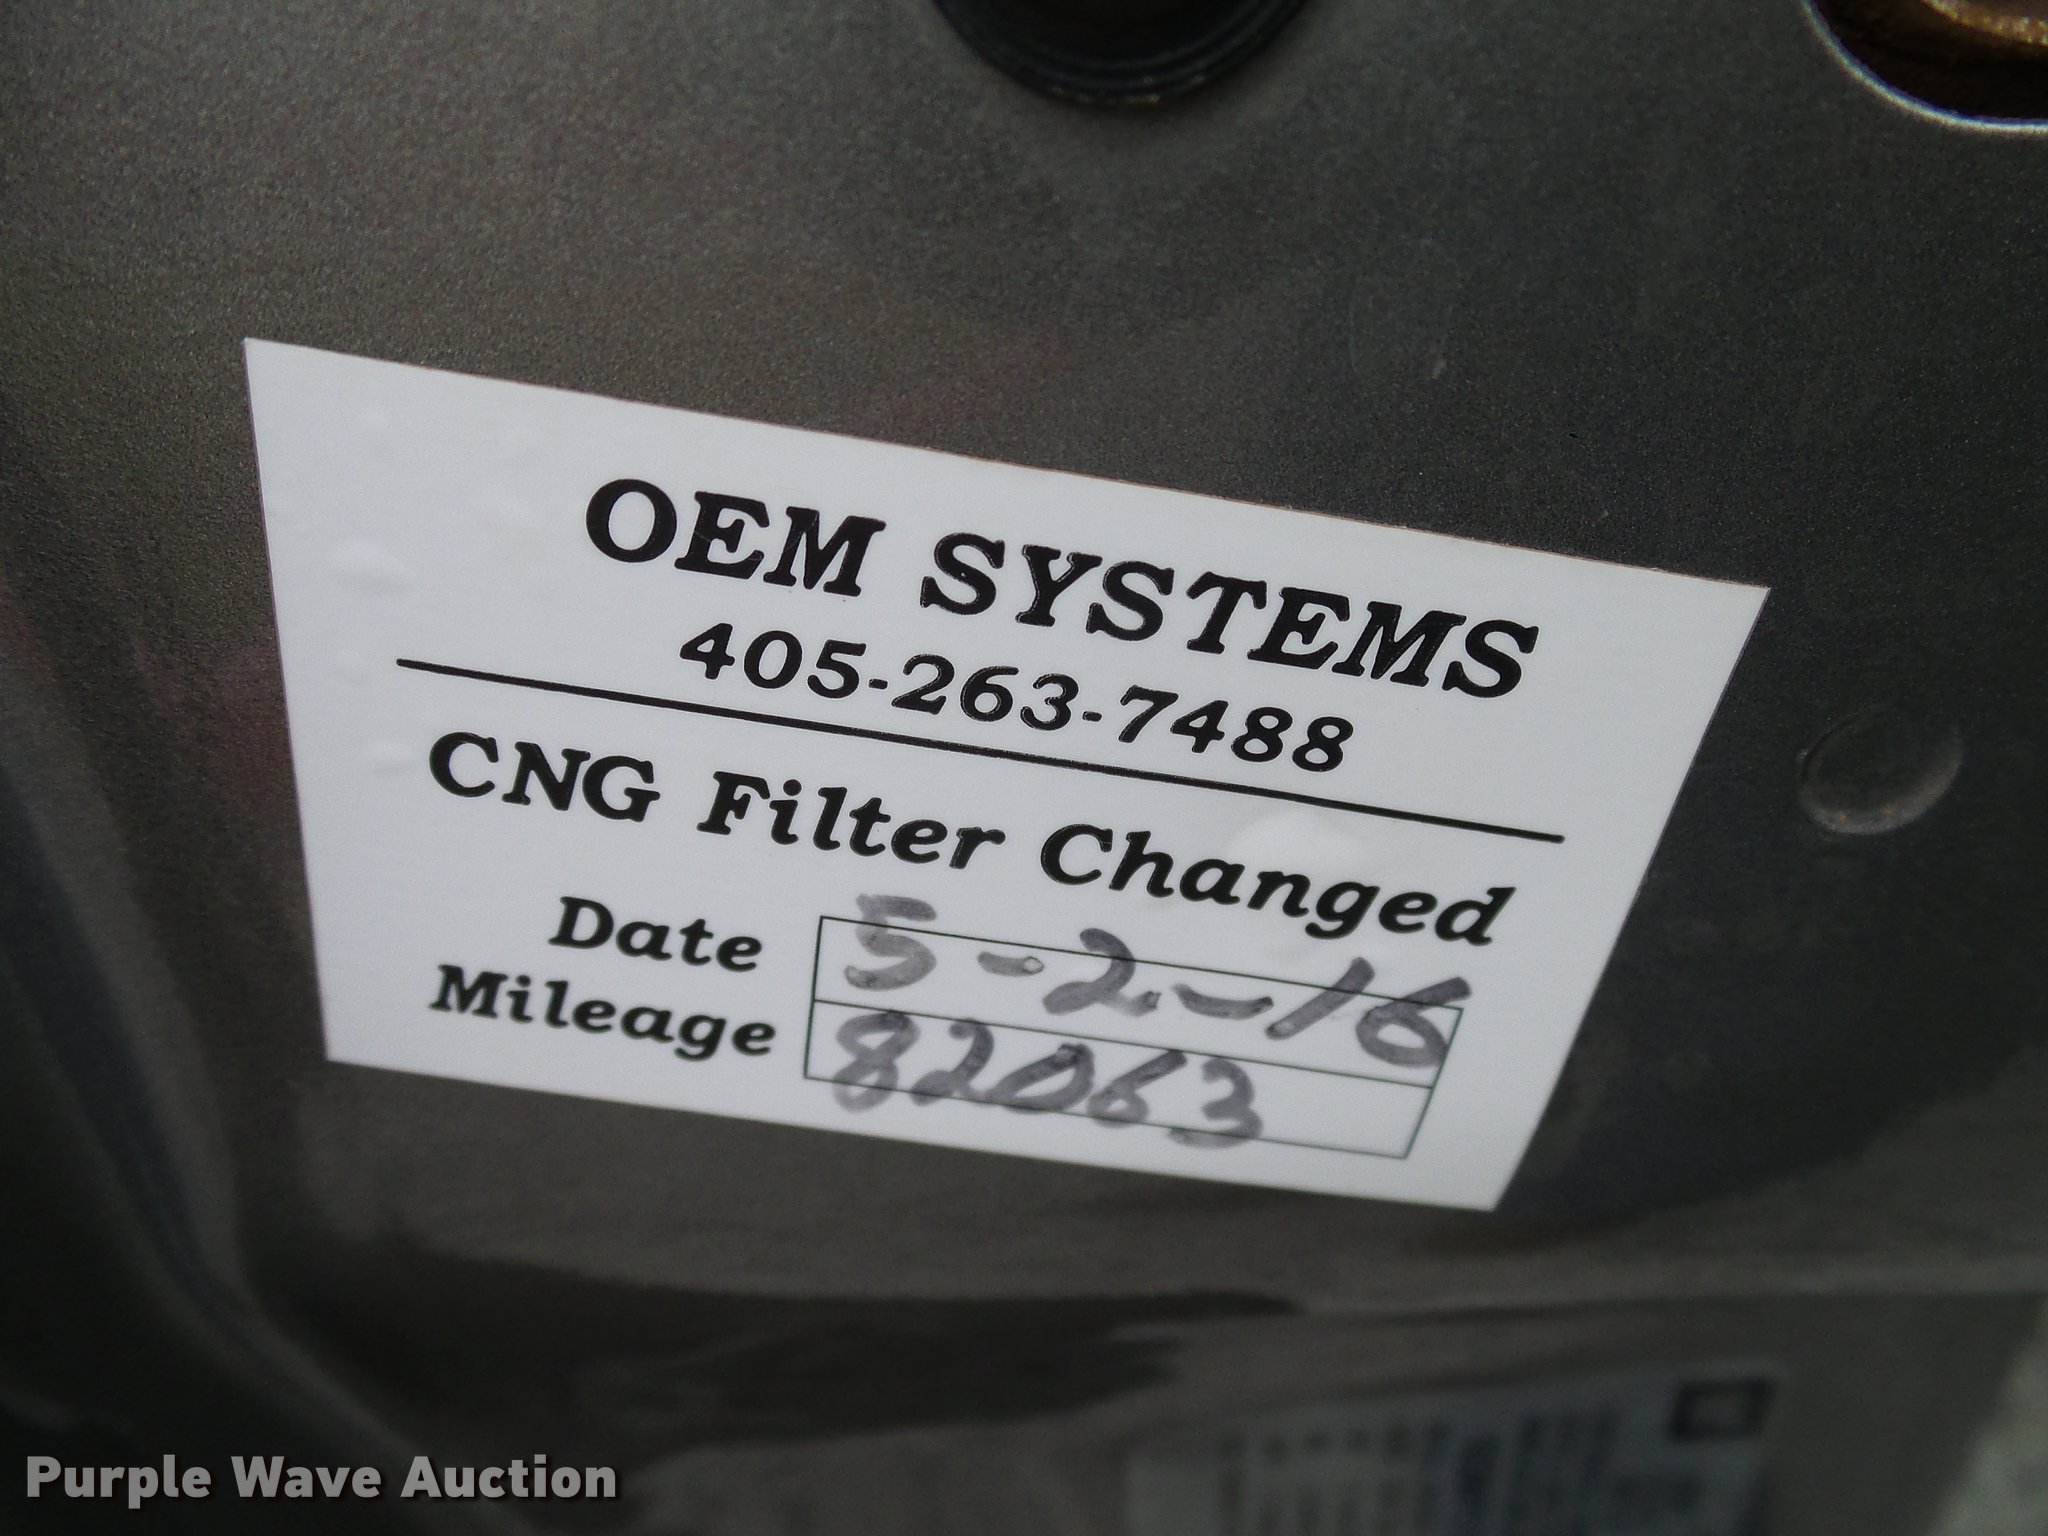 OEM SYSTEMS
405-263-7488
CNG Filter Changed
Date 5-2-16
Mileage 82063
Purple Wave Auction